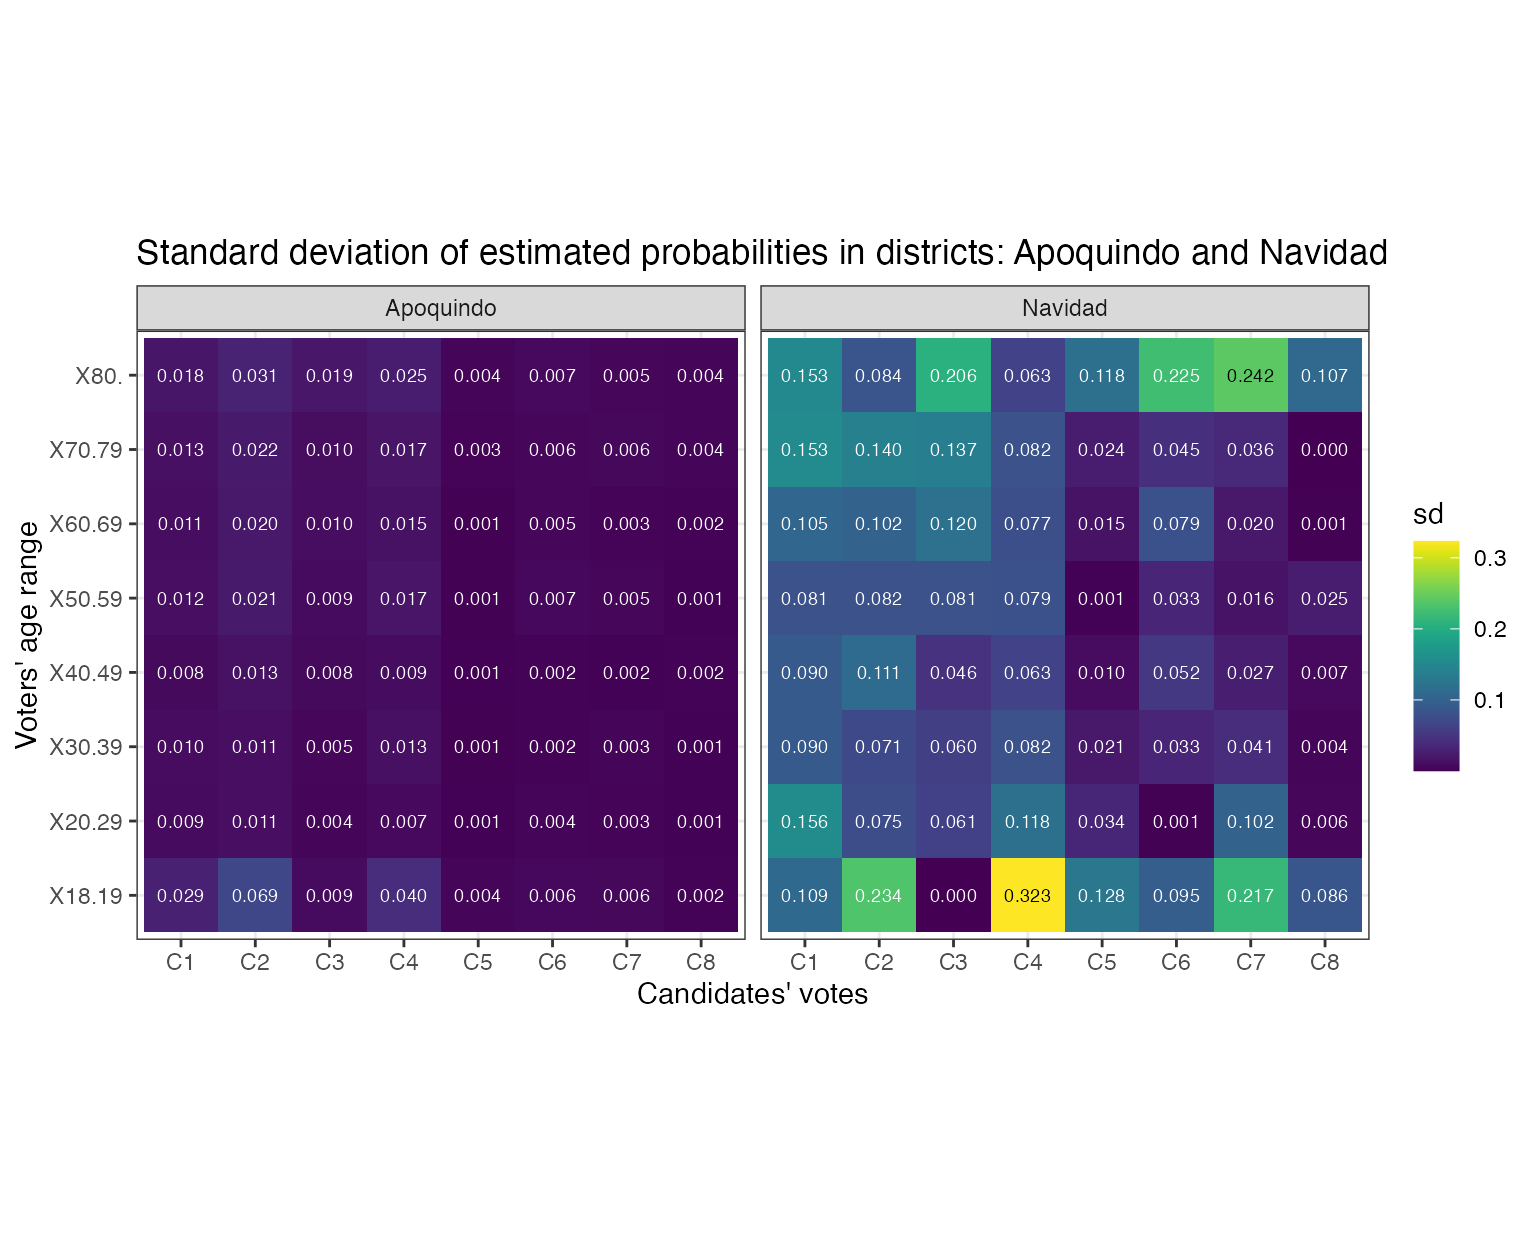 Standard deviation of estimated probabilities in districts: Apoquindo and Navidad
Apoquindo Navidad
X80. 0.018 0.031 0.019 0.025 0.004 0.007 0.005 0.004 0.153 0.084 0.206 0.063 0.118 0.225 0.242 0.107
X70.79 0.013 0.022 0.010 0.017 0.003 0.006 0.006 0.004 0.153 0.140 0.137 0.082 0.024 0.045 0.036 0.000
X60.69 0.011 0.020 0.010 0.015 0.001 0.005 0.003 0.002 0.105 0.102 0.120 0.077 0.015 0.079 0.020 0.001
X50.59 0.012 0.021 0.009 0.017 0.001 0.007 0.005 0.001 0.081 0.082 0.081 0.079 0.001 0.033 0.016 0.025
X40.49 0.008 0.013 0.008 0.009 0.001 0.002 0.002 0.002 0.090 0.111 0.046 0.063 0.010 0.052 0.027 0.007
X30.39 0.010 0.011 0.005 0.013 0.001 0.002 0.003 0.001 0.090 0.071 0.060 0.082 0.021 0.033 0.041 0.004
X20.29 0.009 0.011 0.004 0.007 0.001 0.004 0.003 0.001 0.156 0.075 0.061 0.118 0.034 0.001 0.102 0.006
X18.19 0.029 0.069 0.009 0.040 0.004 0.006 0.006 0.002 0.109 0.234 0.000 0.323 0.128 0.095 0.217 0.086
C1 C2 C3 C4 C5 C6 C7 C8 C1 C2 C3 C4 C5 C6 C7 C8
Candidates' votes
Voters' age range
sd
0.3
0.2
0.1